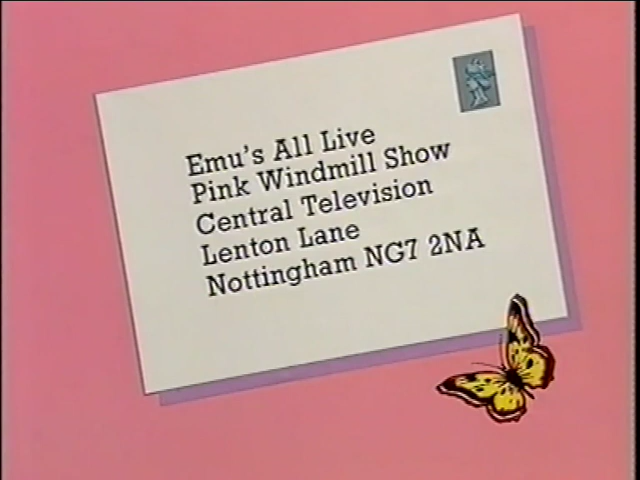 Emu's All Live
Pink Windmill Show
Central Television
Lenton Lane
Nottingham NG7 2NA